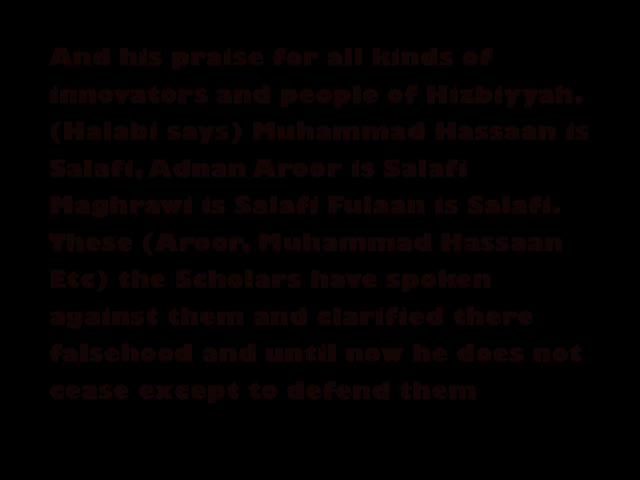 And his praise for all kinds of
innovators and people of Hizbiyyah.
(Halabi says) Muhammad Hassaan is
Salafi, Adnan Aroor is Salafi
Maghrawi is Salafi Fulaan is Salafi.
These (Aroor, Muhammad Hassaan
Etc) the Scholars have spoken
against them and clarified there
falsehood and until now he does not
cease except to defend them